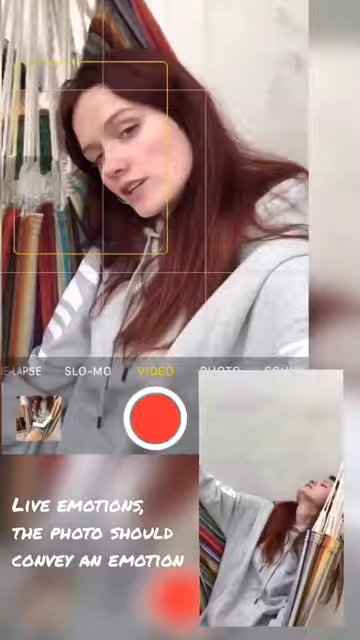 SLO-MO VIDEO PHOTO
Live emotions,
the photo should
convey an emotion